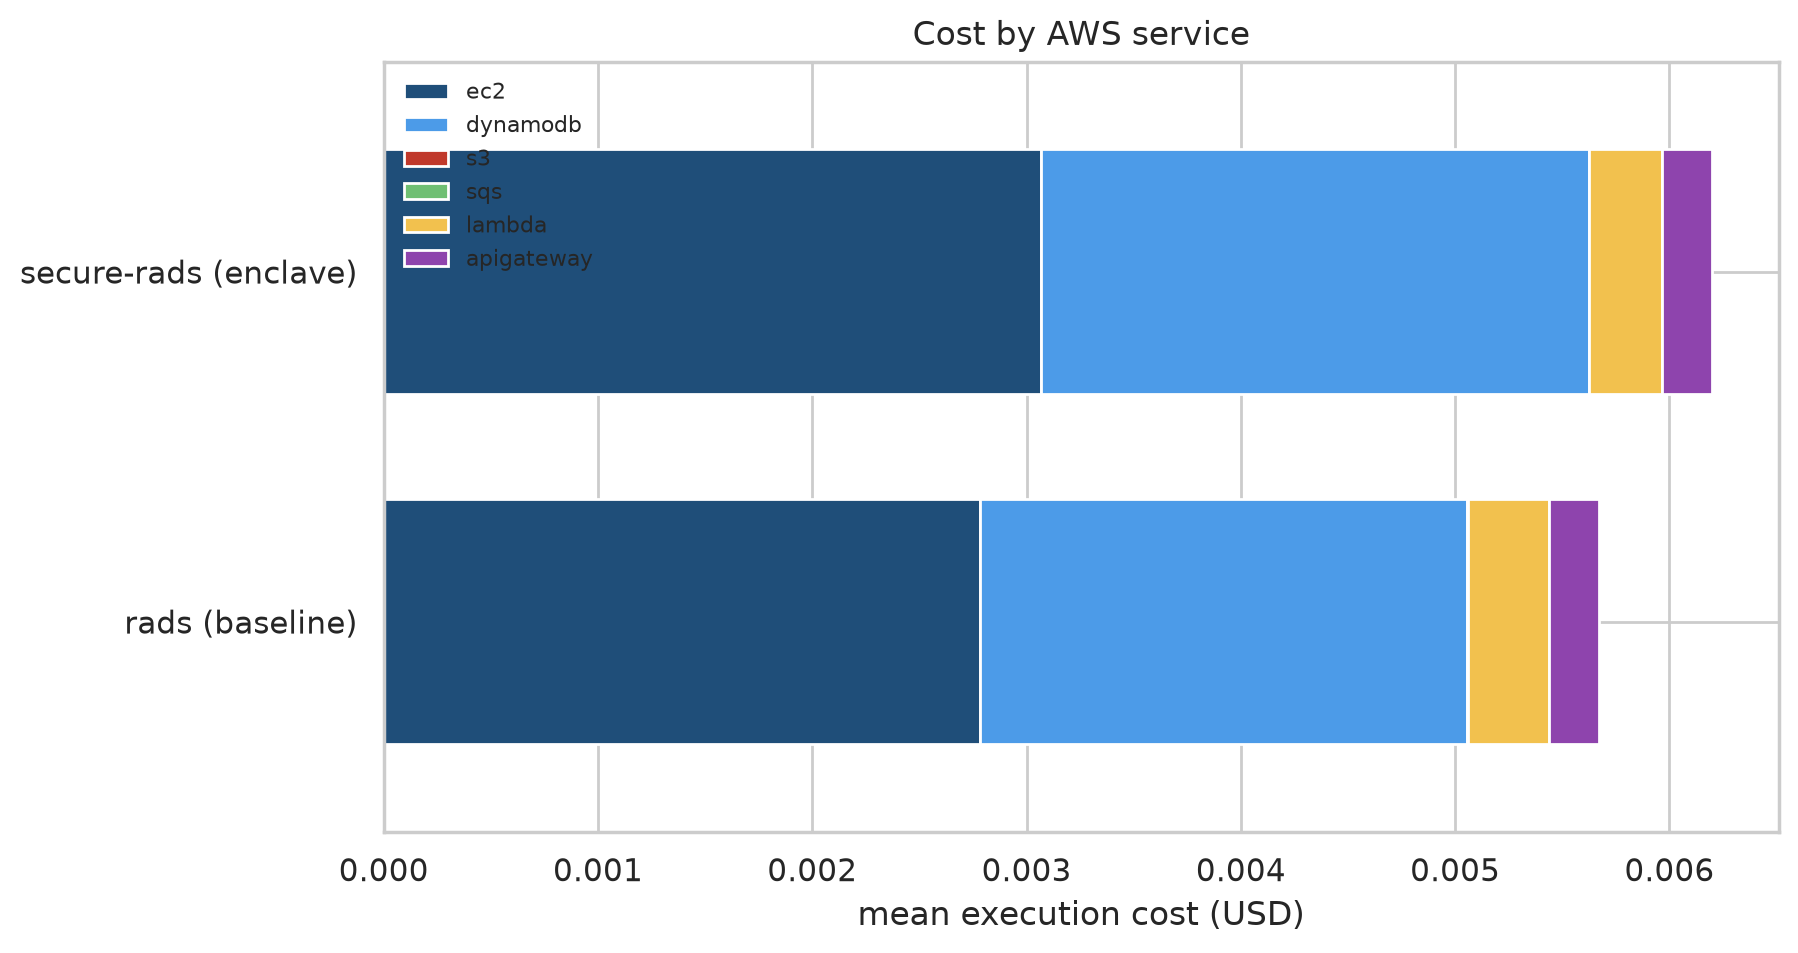 Cost by AWS service
ec2
dynamodb
s3
sqs
lambda
apigateway
secure-rads (enclave)
rads (baseline)
0.000 0.001 0.002 0.003 0.004 0.005 0.006
mean execution cost (USD)